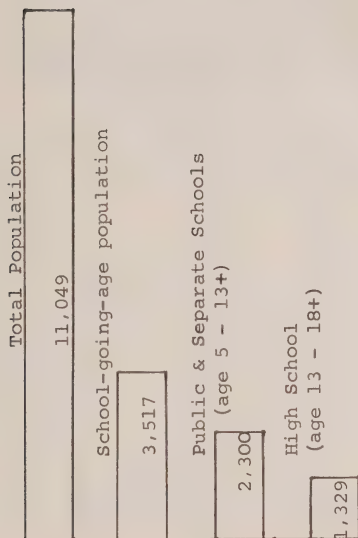 Total Population
11,049
School-going-age population
3,517
Public & Separate Schools
(age 5 - 13+)
2,300
High School
(age 13 - 18+)
1,329